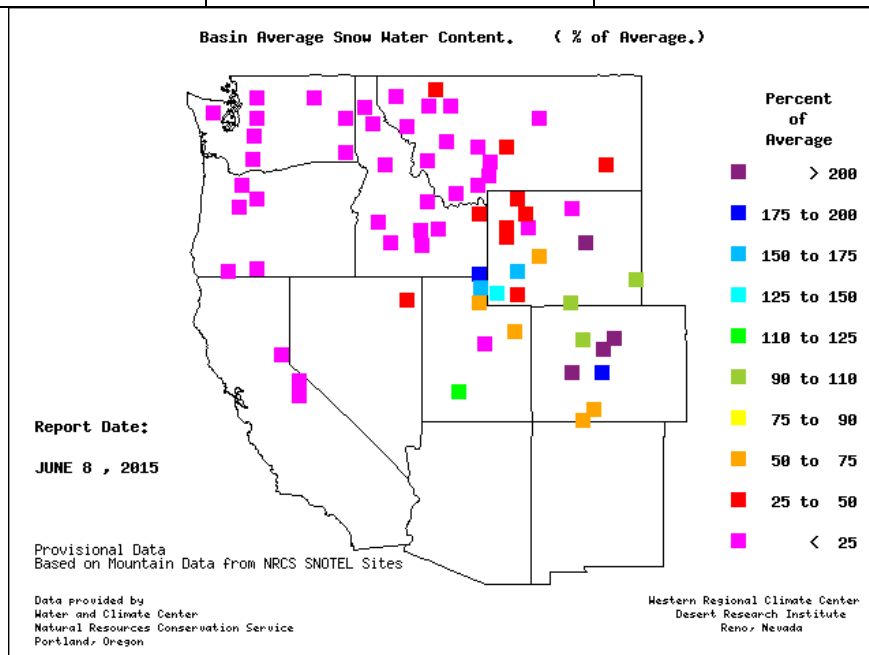 Basin Average Snow Water Content. ( % of Average.)
Percent
of
Average
> 200
175 to 200
150 to 175
125 to 150
110 to 125
90 to 110
75 to 90
50 to 75
25 to 50
< 25
Report Date:
JUNE 8 , 2015
Provisional Data
Based on Mountain Data from NRCS SNOTEL Sites
Data provided by
Water and Climate Center
Natural Resources Conservation Service
Portland, Oregon
Western Regional Climate Center
Desert Research Institute
Reno, Nevada